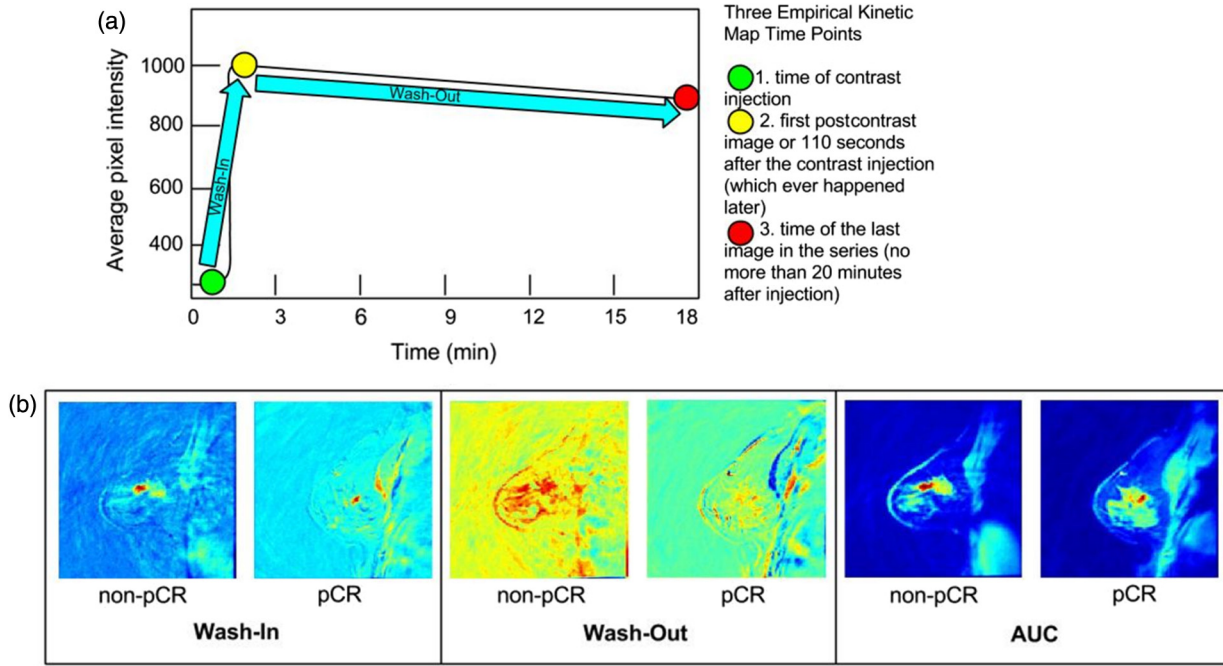 (a)
Three Empirical Kinetic
Map Time Points
1. time of contrast
injection
2. first postcontrast
image or 110 seconds
after the contrast injection
(which ever happened
later)
3. time of the last
image in the series (no
more than 20 minutes
after injection)
Average pixel intensity
1000
800
600
400
Wash-In
Wash-Out
0 3 6 9 12 15 18
Time (min)
(b)
non-pCR pCR non-pCR pCR non-pCR pCR
Wash-In Wash-Out AUC